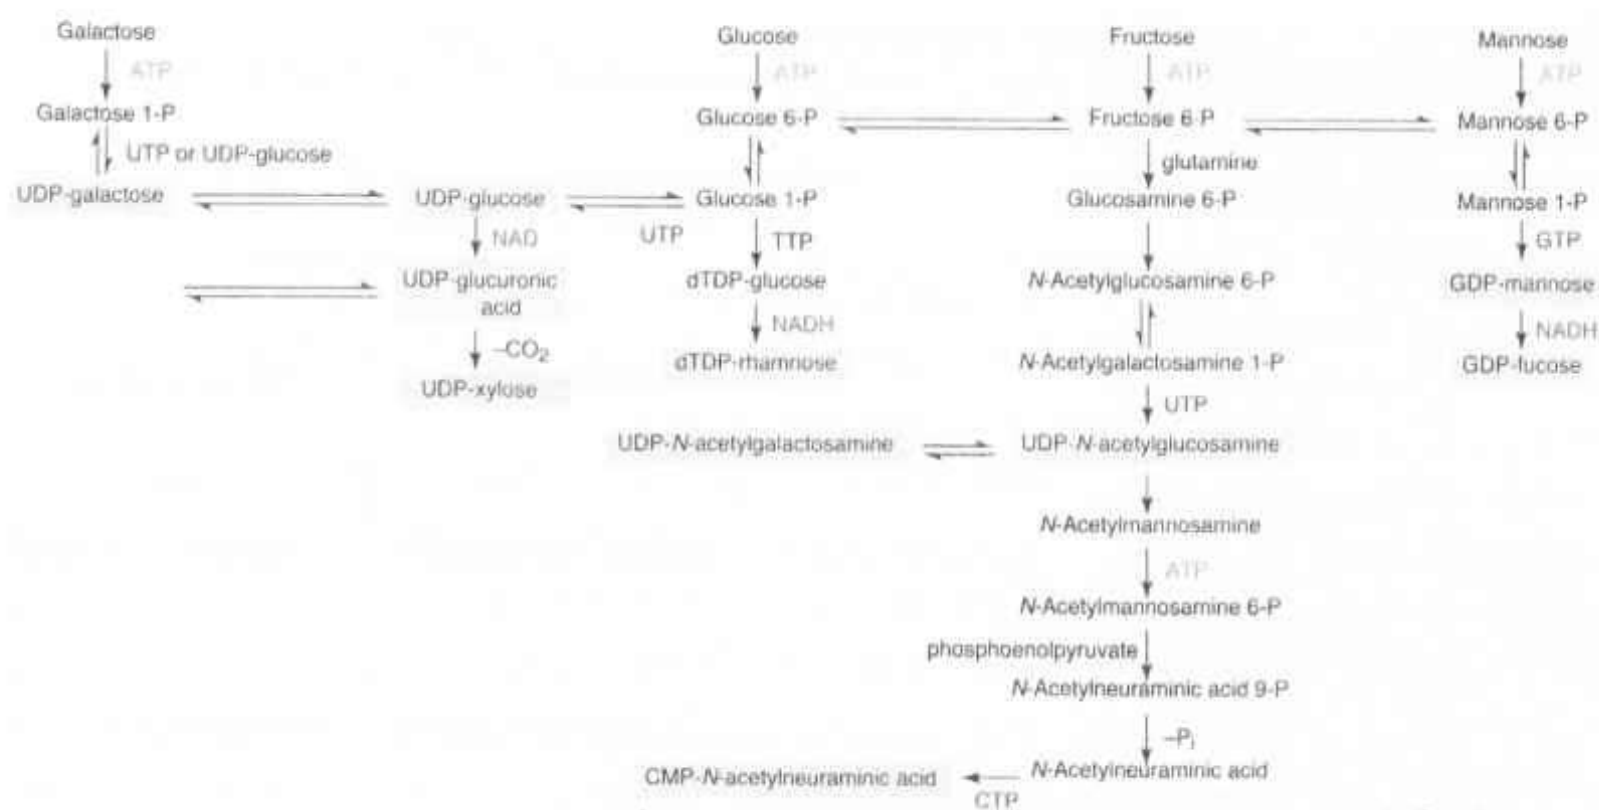 Galactose
Glucose
Fructose
Mannose
ATP
ATP
ATP
ATP
Galactose 1-P
Glucose 6-P
Fructose 6-P
Mannose 6-P
UTP or UDP-glucose
glutamine
UDP-galactose
UDP-glucose
Glucose 1-P
Glucosamine 6-P
Mannose 1-P
NAD
UTP
TTP
GTP
UDP-glucuronic
acid
dTDP-glucose
N-Acetylglucosamine 6-P
GDP-mannose
NADH
NADH
–CO2
dTDP-rhamnose
N-Acetylgalactosamine 1-P
GDP-fucose
UDP-xylose
UTP
UDP-N-acetylgalactosamine
UDP-N-acetylglucosamine
N-Acetylmannosamine
ATP
N-Acetylmannosamine 6-P
phosphoenolpyruvate
N-Acetylneuraminic acid 9-P
–Pi
N-Acetylneuraminic acid
CMP-N-acetylneuraminic acid
CTP